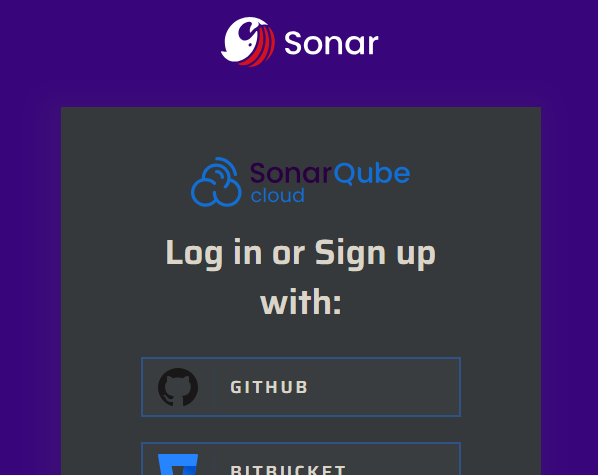 Sonar
SonarQube
cloud
Log in or Sign up
with:
GITHUB
BITBUCKET